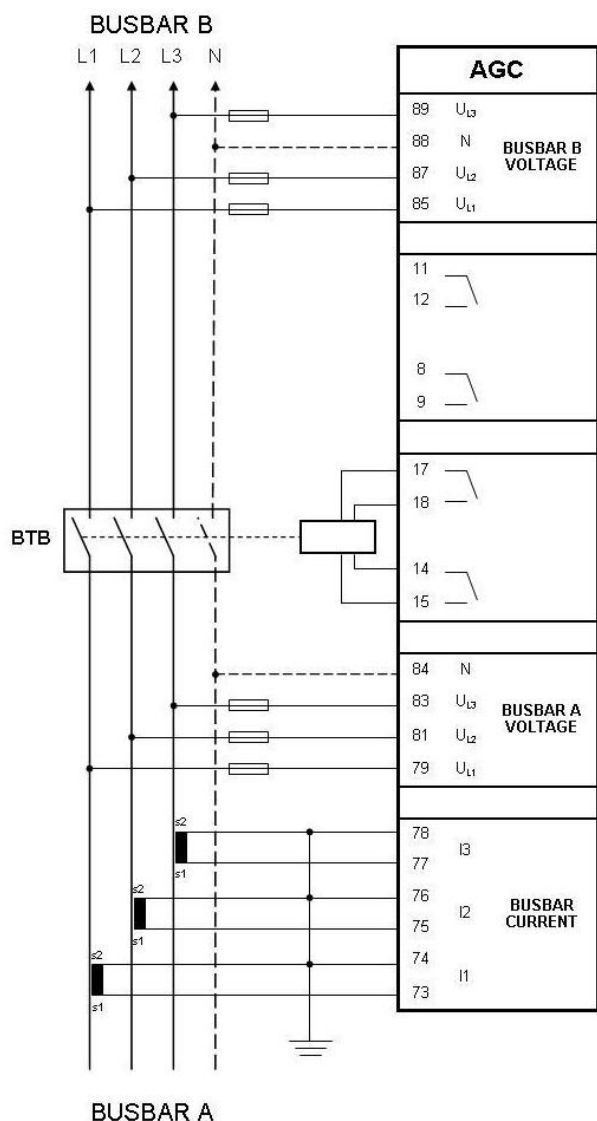 BUSBAR B
L1 L2 L3 N
AGC
89 UL3
88 N
87 UL2
85 UL1
BUSBAR B
VOLTAGE
11
12
8
9
17
18
BTB
14
15
84 N
83 UL3
81 UL2
79 UL1
BUSBAR A
VOLTAGE
s2
s1
78
77
I3
s2
s1
76
75
I2
BUSBAR
CURRENT
s2
s1
74
73
I1
BUSBAR A